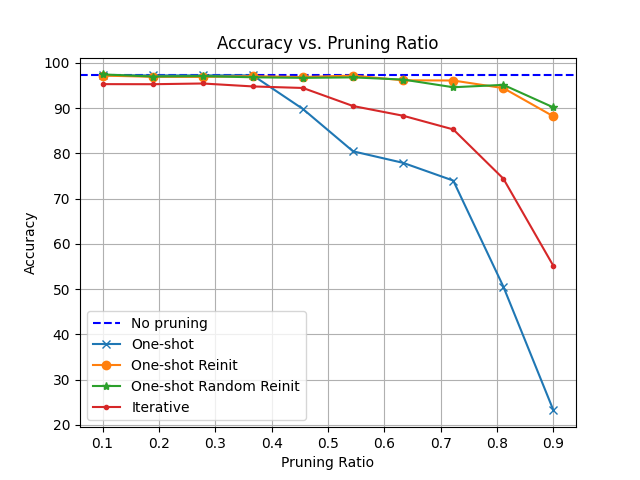 Accuracy vs. Pruning Ratio
100
90
80
70
60
50
40
30
20
Accuracy
No pruning
One-shot
One-shot Reinit
One-shot Random Reinit
Iterative
0.1 0.2 0.3 0.4 0.5 0.6 0.7 0.8 0.9
Pruning Ratio